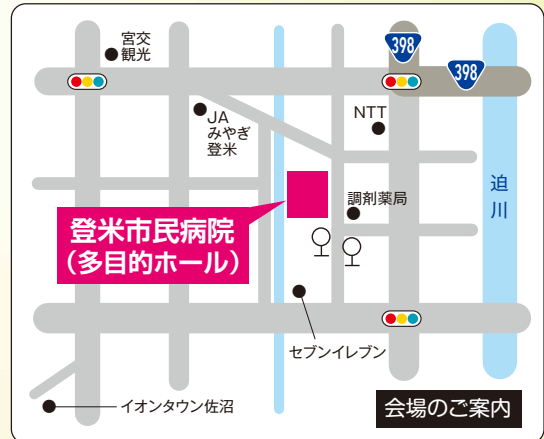 宮交
観光
398
398
JA
みやぎ
登米
NTT
迫
川
調剤薬局
登米市民病院
(多目的ホール)
セブンイレブン
イオンタウン佐沼
会場のご案内